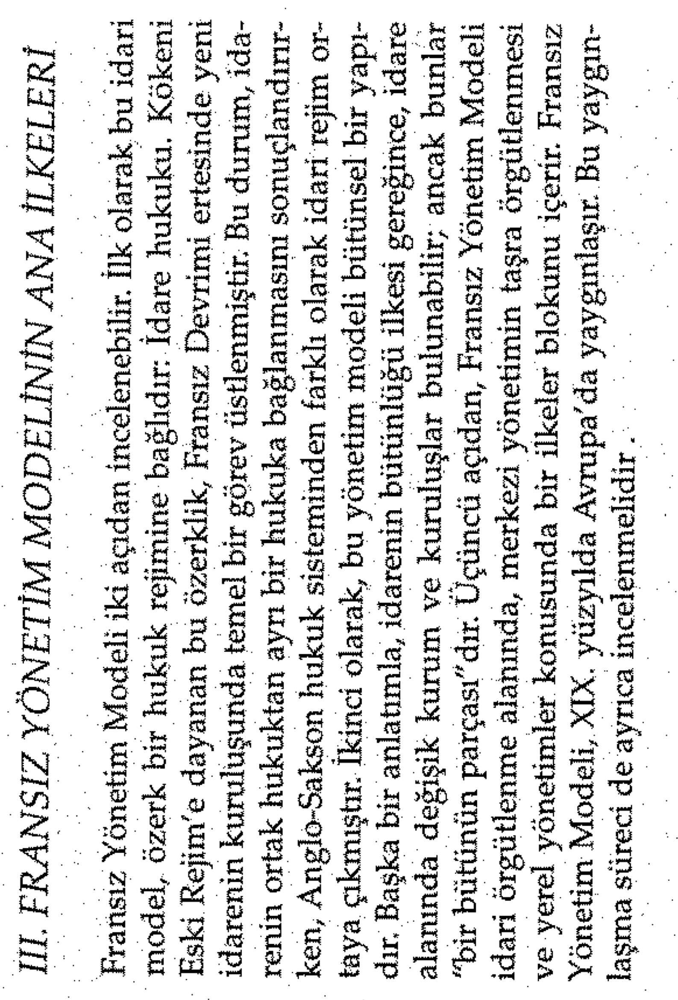 III. FRANSIZ YÖNETİM MODELİNİN ANA İLKELERİ
Fransız Yönetim Modeli iki açıdan incelenebilir. İlk olarak bu idari
model, özerk bir hukuk rejimine bağlıdır: İdare hukuku. Kökeni
Eski Rejim'e dayanan bu özerklik, Fransız Devrimi ertesinde yeni
idarenin kuruluşunda temel bir görev üstlenmiştir. Bu durum, ida-
renin ortak hukuktan ayrı bir hukuka bağlanmasını sonuçlandırır-
ken, Anglo-Sakson hukuk sisteminden farklı olarak idari rejim or-
taya çıkmıştır. İkinci olarak, bu yönetim modeli bütünsel bir yapı-
dır. Başka bir anlatımla, idarenin bütünlüğü ilkesi gereğince, idare
alanında değişik kurum ve kuruluşlar bulunabilir; ancak bunlar
"bir bütünün parçası"dır. Üçüncü açıdan, Fransız Yönetim Modeli
idari örgütlenme alanında, merkezi yönetimin taşra örgütlenmesi
ve yerel yönetimler konusunda bir ilkeler blokunu içerir. Fransız
Yönetim Modeli, XIX. yüzyılda Avrupa'da yaygınlaşır. Bu yaygın-
laşma süreci de ayrıca incelenmelidir.